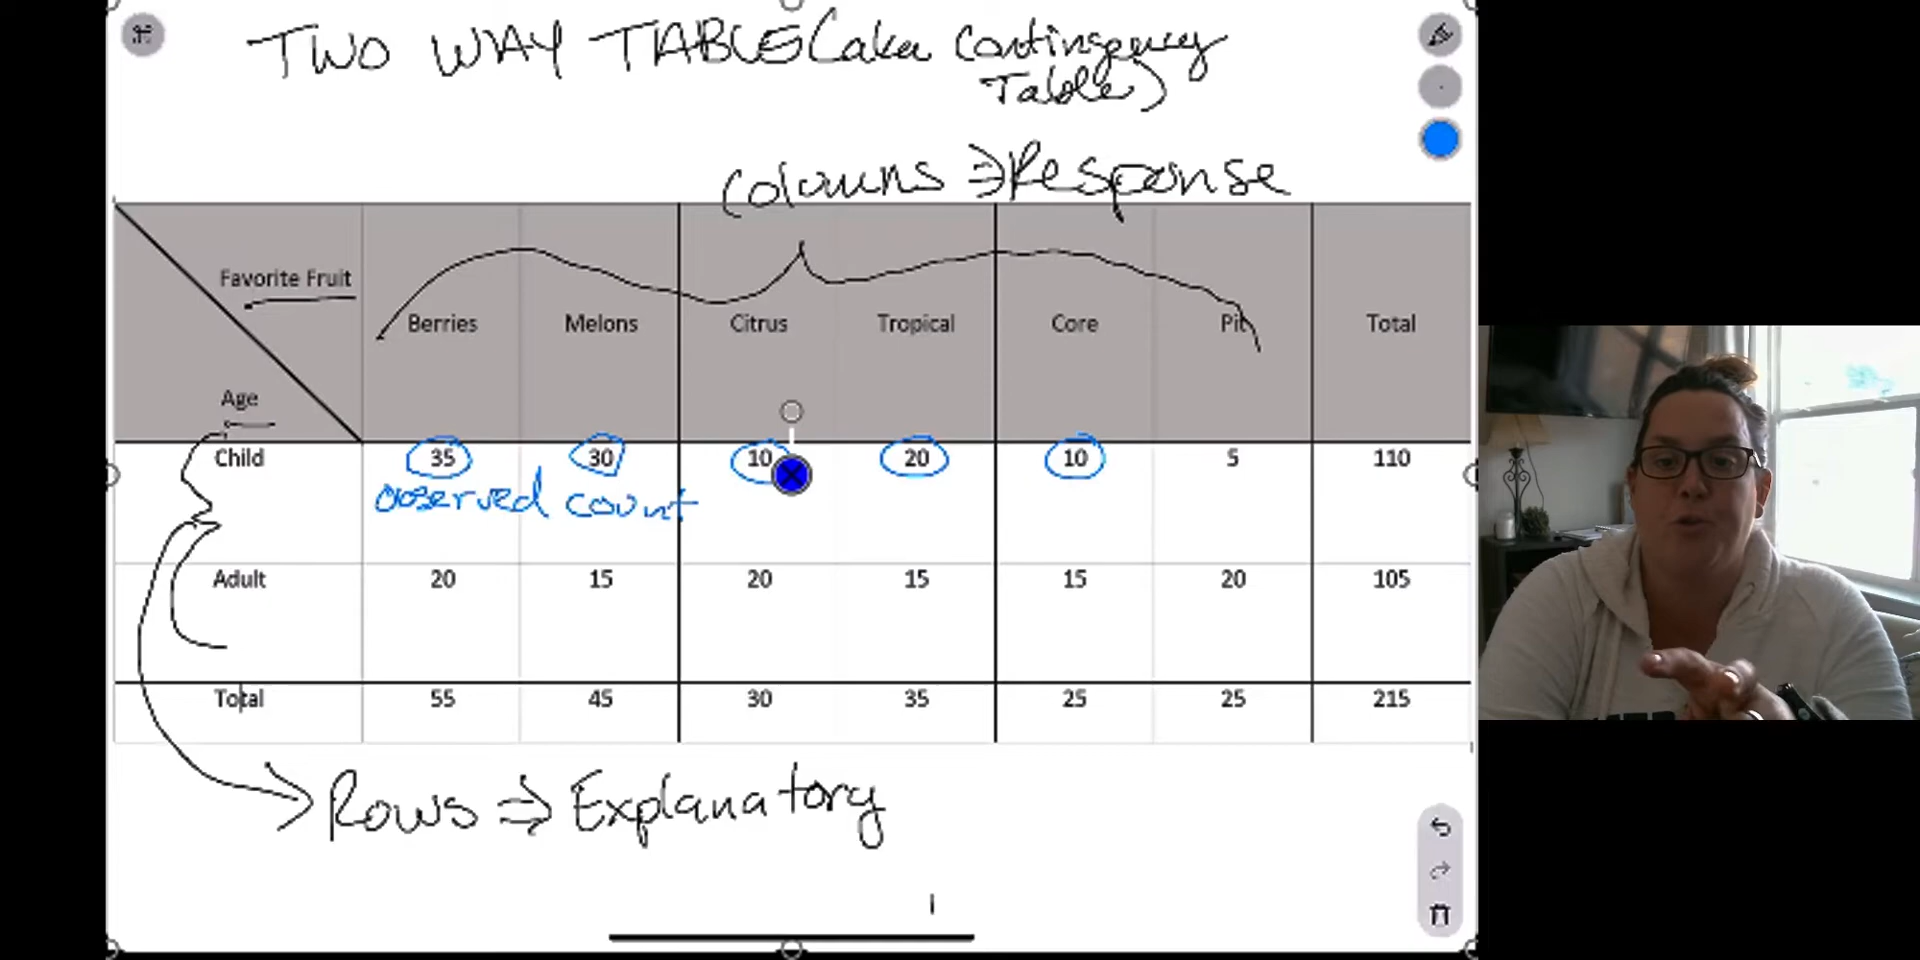 TWO WAY TABLE (aka Contingency
Table)
Columns ⇒ Response
Favorite Fruit
Berries Melons Citrus Tropical Core Pit Total
Age
Child 35 30 10 20 10 5 110
observed count
Adult 20 15 20 15 15 20 105
Total 55 45 30 35 25 25 215
Rows ⇒ Explanatory